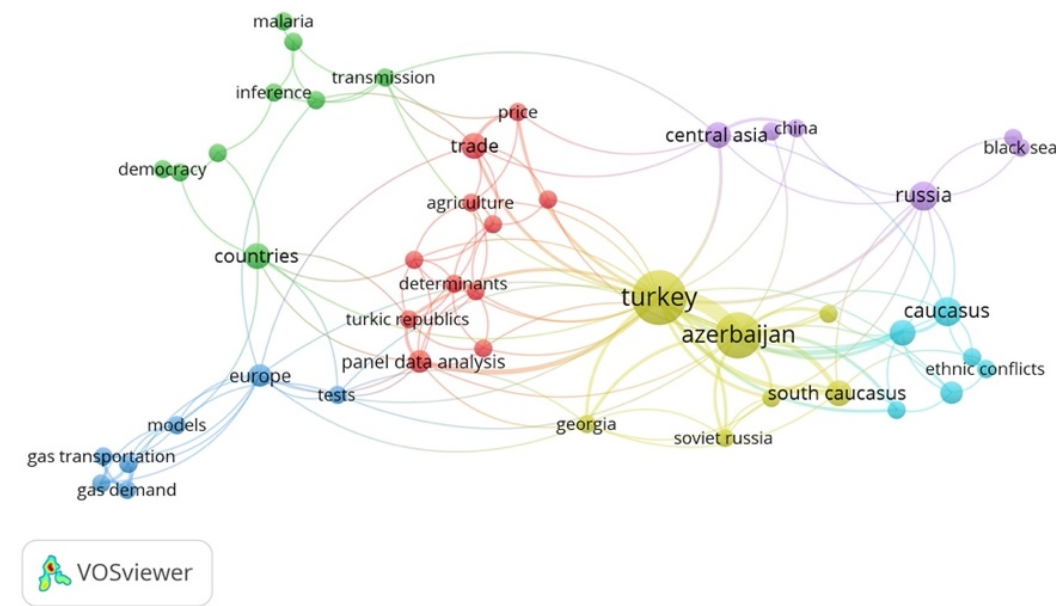 malaria
transmission
inference
price
central asia
china
trade
black sea
democracy
russia
agriculture
countries
determinants
turkey
caucasus
turkic republics
azerbaijan
panel data analysis
ethnic conflicts
europe
tests
south caucasus
models
georgia
soviet russia
gas transportation
gas demand
VOSviewer